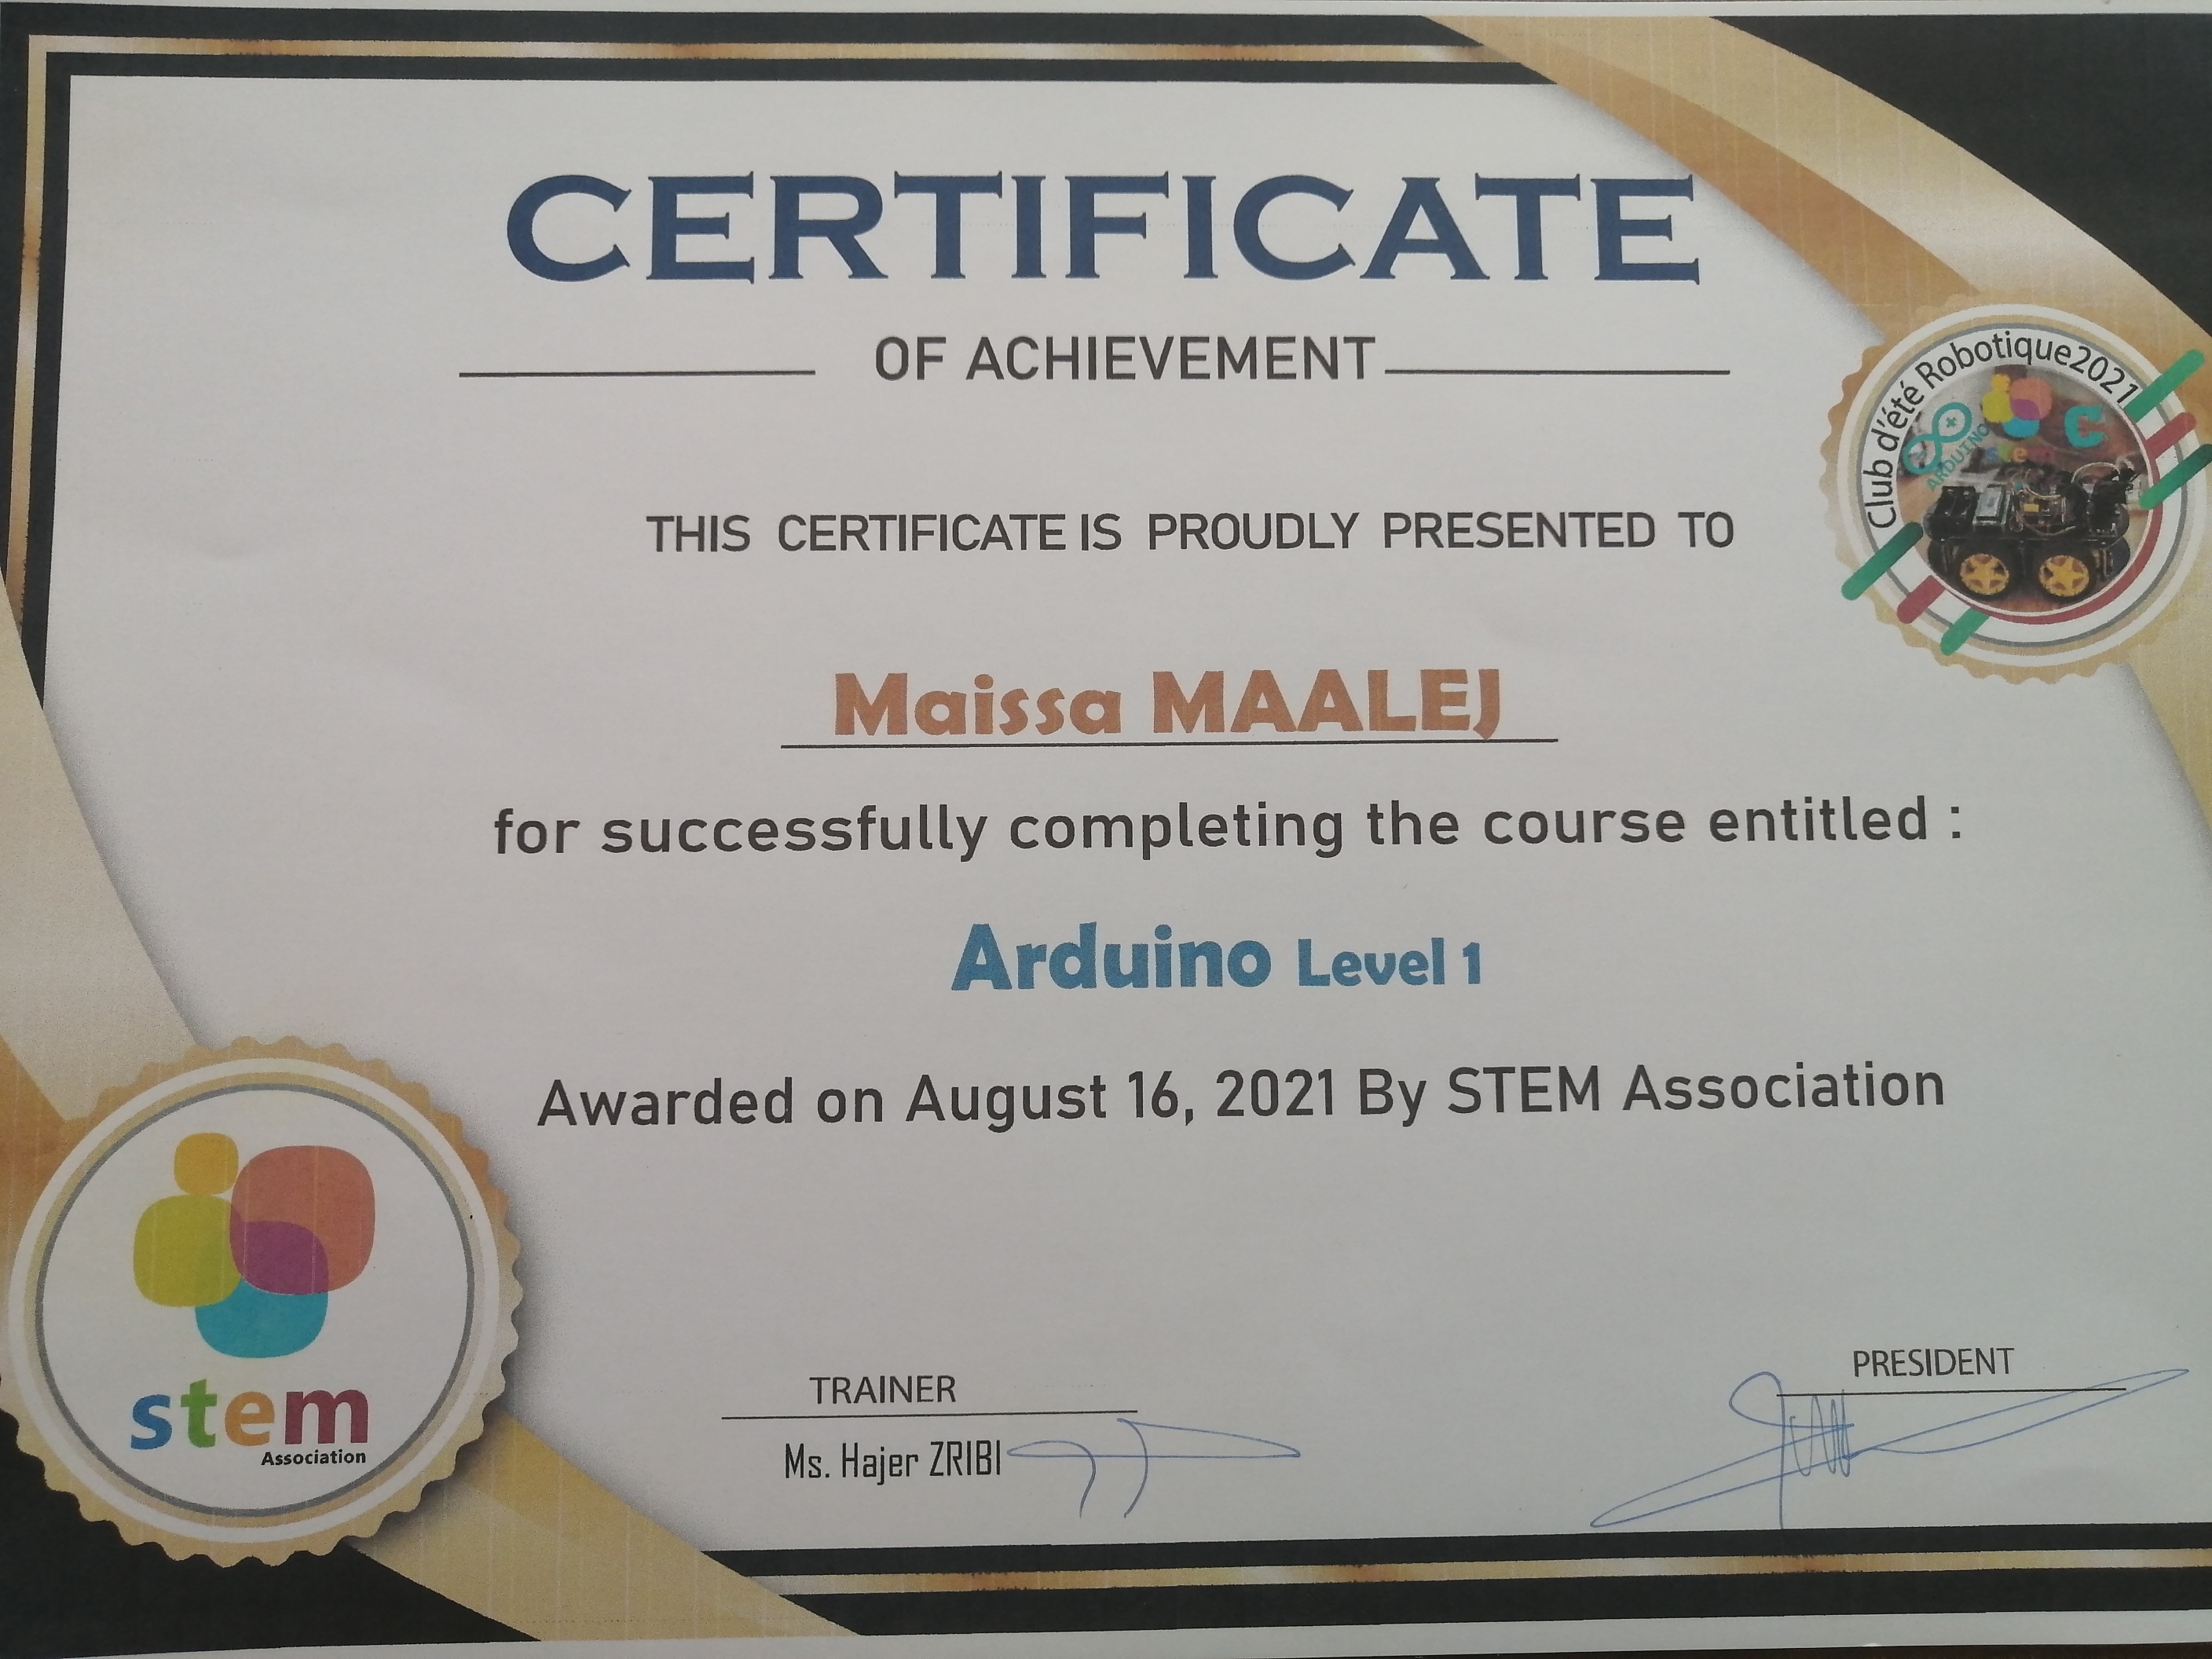 CERTIFICATE
OF ACHIEVEMENT
Club d'été Robotique2021
ARDUINO
stem
THIS CERTIFICATE IS PROUDLY PRESENTED TO
Maissa MAALEJ
for successfully completing the course entitled :
Arduino Level 1
Awarded on August 16, 2021 By STEM Association
stem
Association
TRAINER
Ms. Hajer ZRIBI
PRESIDENT